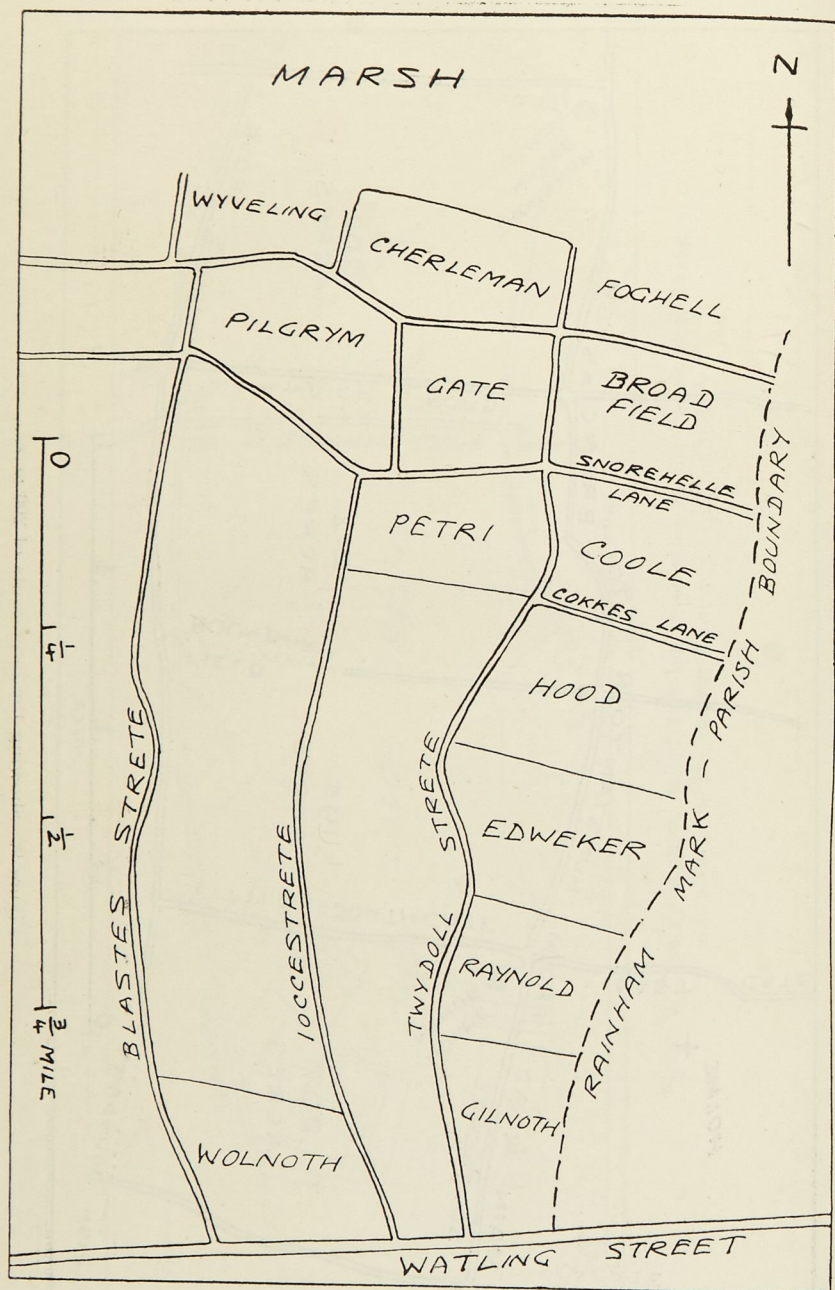 MARSH
N
WYVELING
CHERLEMAN
FOGHELL
PILGRYM
GATE
BROAD
FIELD
SNOREHELLE
LANE
PETRI
COOLE
COKKES LANE
HOOD
EDWEKER
RAYNOLD
GILNOTH
WOLNOTH
BLASTES STRETE
IOCCESTRETE
TWYDOLL STRETE
RAINHAM MARK = PARISH BOUNDARY
0
1/4
1/2
3/4 MILE
WATLING STREET